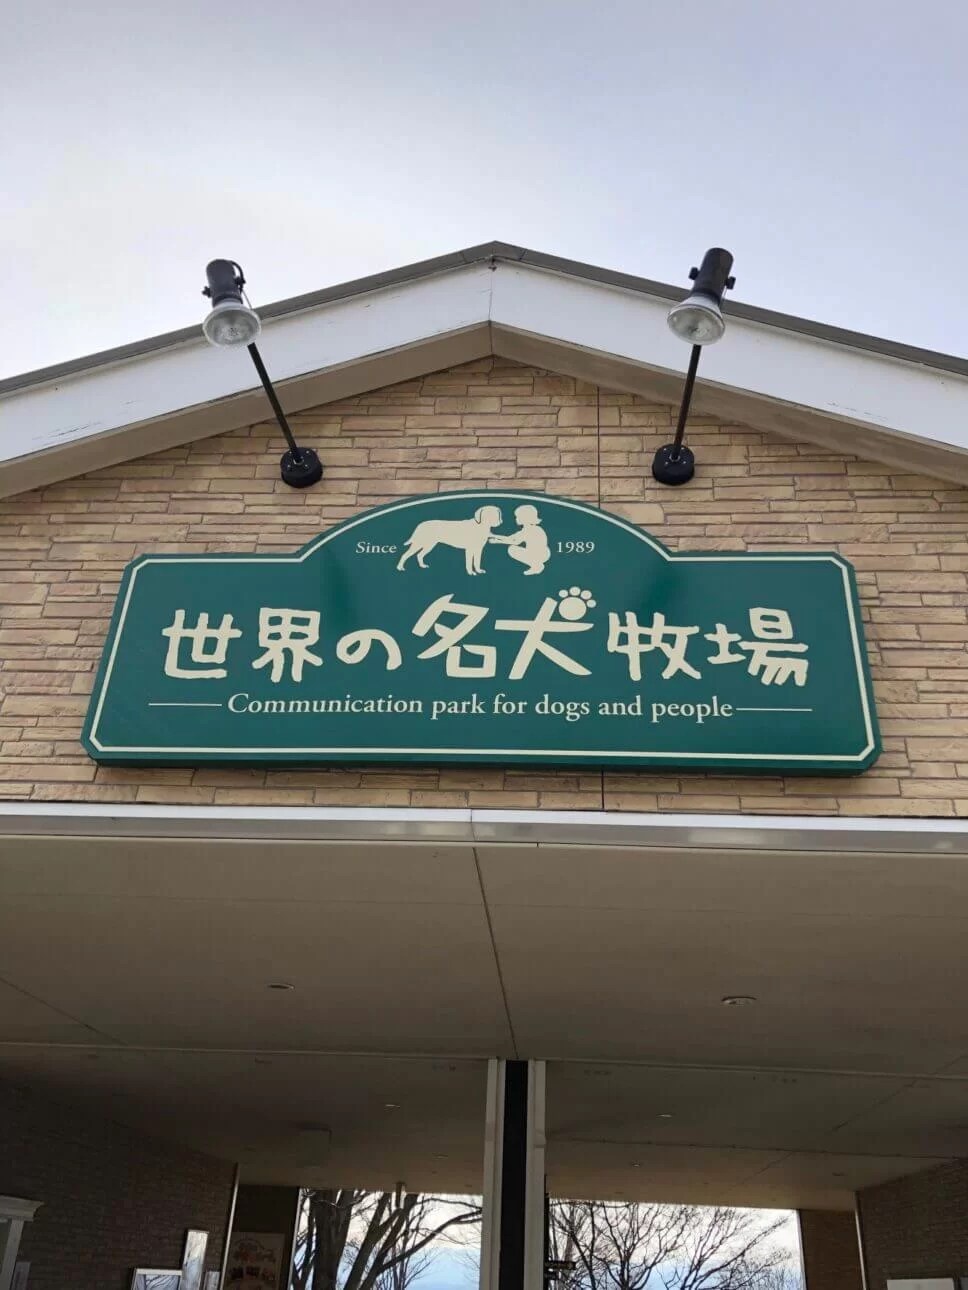 Since 1989
世界の名犬牧場
Communication park for dogs and people